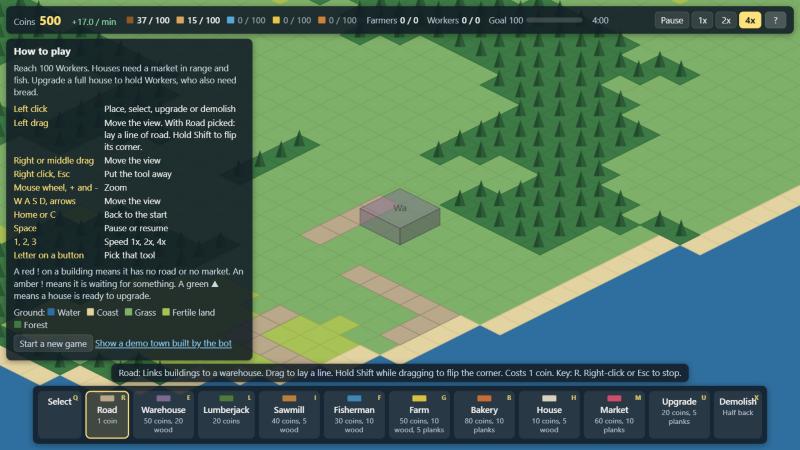 Coins 500 +17.0 / min 37 / 100 15 / 100 0 / 100 0 / 100 0 / 100 Farmers 0 / 0 Workers 0 / 0 Goal 100 4:00 Pause 1x 2x 4x ?
How to play
Reach 100 Workers. Houses need a market in range and
fish. Upgrade a full house to hold Workers, who also need
bread.
Left click Place, select, upgrade or demolish
Left drag Move the view. With Road picked:
lay a line of road. Hold Shift to flip
its corner.
Right or middle drag Move the view
Right click, Esc Put the tool away
Mouse wheel, + and - Zoom
W A S D, arrows Move the view
Home or C Back to the start
Space Pause or resume
1, 2, 3 Speed 1x, 2x, 4x
Letter on a button Pick that tool
A red ! on a building means it has no road or no market. An
amber ! means it is waiting for something. A green ▲
means a house is ready to upgrade.
Ground: Water Coast Grass Fertile land
Forest
Start a new game Show a demo town built by the bot
Wa
Road: Links buildings to a warehouse. Drag to lay a line. Hold Shift while dragging to flip the corner. Costs 1 coin. Key: R. Right-click or Esc to stop.
Select Q
Road R
1 coin
Warehouse E
50 coins, 20
wood
Lumberjack L
20 coins
Sawmill I
40 coins, 5
wood
Fisherman F
30 coins, 10
wood
Farm G
50 coins, 10
wood, 5 planks
Bakery B
80 coins, 10
planks
House H
10 coins, 5
wood
Market M
60 coins, 10
planks
Upgrade U
20 coins, 5
planks
Demolish X
Half back